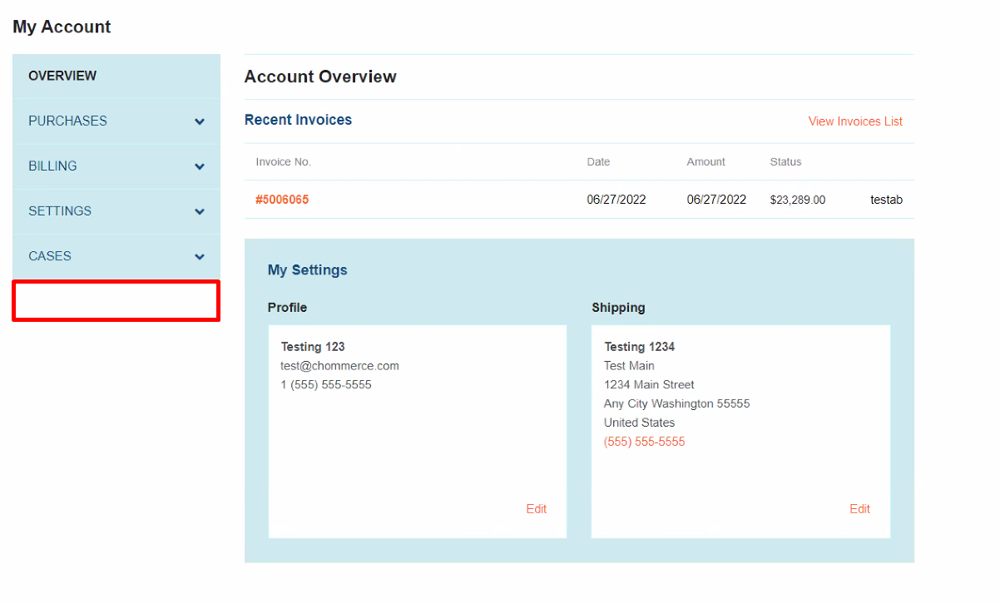 My Account
OVERVIEW
PURCHASES
BILLING
SETTINGS
CASES
Account Overview
Recent Invoices
View Invoices List
Invoice No. Date Amount Status
#5006065 06/27/2022 06/27/2022 $23,289.00 testab
My Settings
Profile
Testing 123
test@chommerce.com
1 (555) 555-5555
Edit
Shipping
Testing 1234
Test Main
1234 Main Street
Any City Washington 55555
United States
(555) 555-5555
Edit